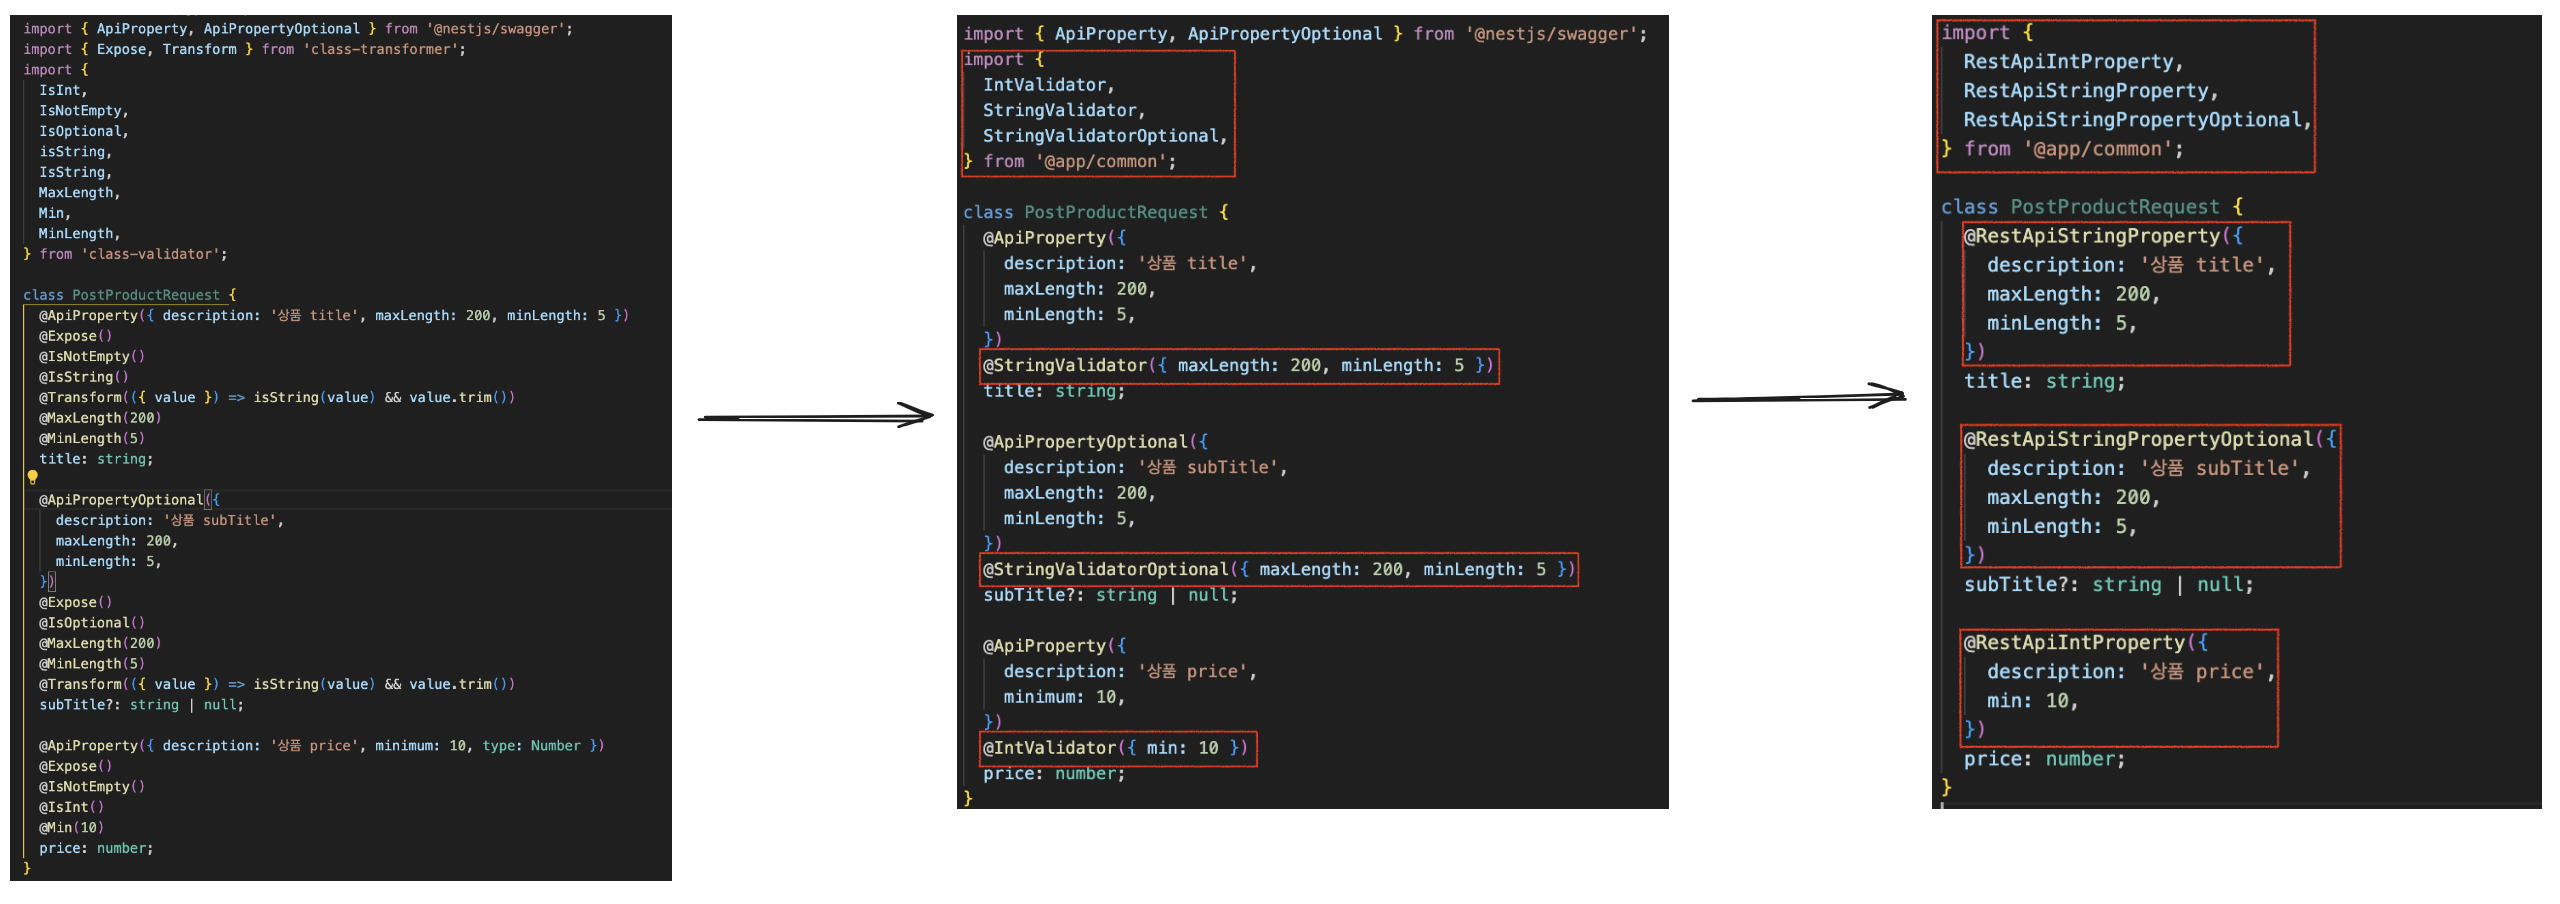 import { ApiProperty, ApiPropertyOptional } from '@nestjs/swagger';
import { Expose, Transform } from 'class-transformer';
import {
  IsInt,
  IsNotEmpty,
  IsOptional,
  isString,
  IsString,
  MaxLength,
  Min,
  MinLength,
} from 'class-validator';
class PostProductRequest {
  @ApiProperty({ description: '상품 title', maxLength: 200, minLength: 5 })
  @Expose()
  @IsNotEmpty()
  @IsString()
  @Transform(({ value }) => isString(value) && value.trim())
  @MaxLength(200)
  @MinLength(5)
  title: string;
  @ApiPropertyOptional({
    description: '상품 subTitle',
    maxLength: 200,
    minLength: 5,
  })
  @Expose()
  @IsOptional()
  @MaxLength(200)
  @MinLength(5)
  @Transform(({ value }) => isString(value) && value.trim())
  subTitle?: string | null;
  @ApiProperty({ description: '상품 price', minimum: 10, type: Number })
  @Expose()
  @IsNotEmpty()
  @IsInt()
  @Min(10)
  price: number;
}
import { ApiProperty, ApiPropertyOptional } from '@nestjs/swagger';
import {
  IntValidator,
  StringValidator,
  StringValidatorOptional,
} from '@app/common';
class PostProductRequest {
  @ApiProperty({
    description: '상품 title',
    maxLength: 200,
    minLength: 5,
  })
  @StringValidator({ maxLength: 200, minLength: 5 })
  title: string;
  @ApiPropertyOptional({
    description: '상품 subTitle',
    maxLength: 200,
    minLength: 5,
  })
  @StringValidatorOptional({ maxLength: 200, minLength: 5 })
  subTitle?: string | null;
  @ApiProperty({
    description: '상품 price',
    minimum: 10,
  })
  @IntValidator({ min: 10 })
  price: number;
}
import {
  RestApiIntProperty,
  RestApiStringProperty,
  RestApiStringPropertyOptional,
} from '@app/common';
class PostProductRequest {
  @RestApiStringProperty({
    description: '상품 title',
    maxLength: 200,
    minLength: 5,
  })
  title: string;
  @RestApiStringPropertyOptional({
    description: '상품 subTitle',
    maxLength: 200,
    minLength: 5,
  })
  subTitle?: string | null;
  @RestApiIntProperty({
    description: '상품 price',
    min: 10,
  })
  price: number;
}